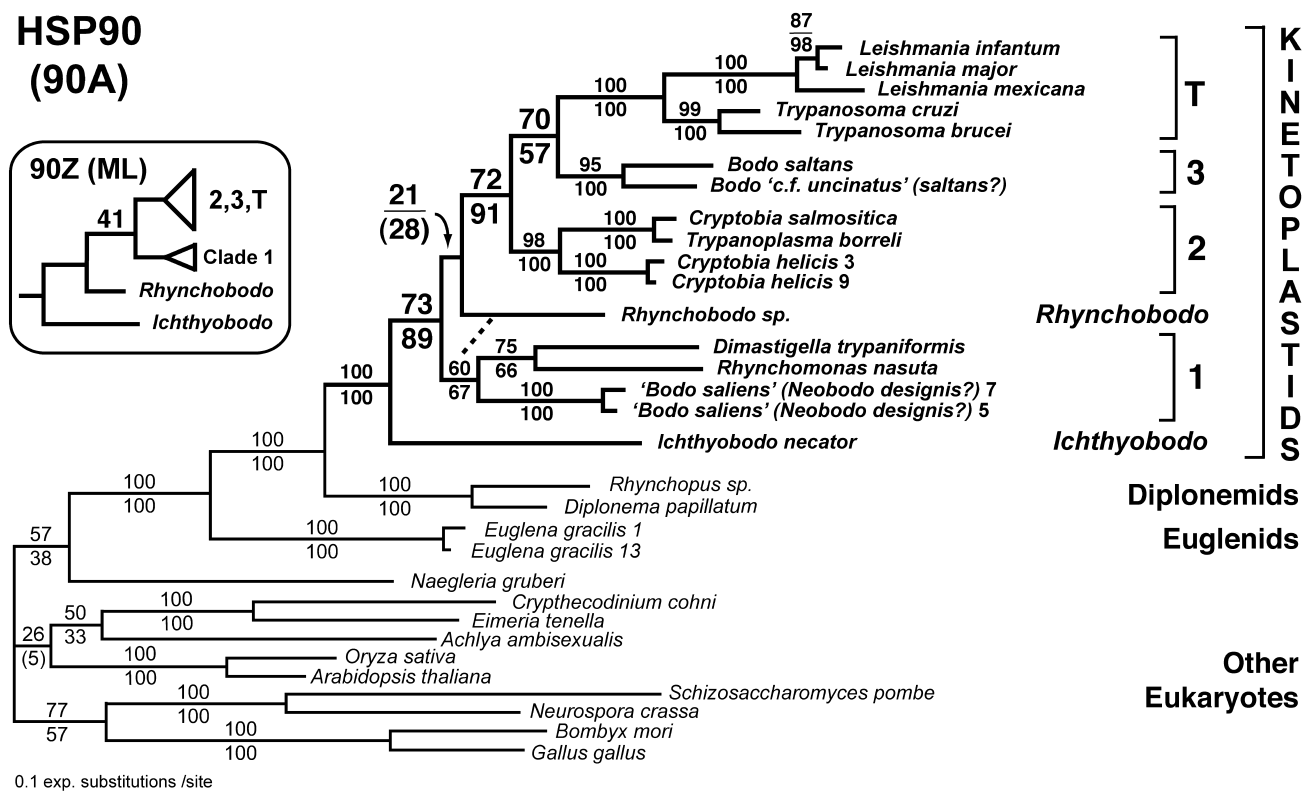 HSP90
(90A)
90Z (ML)
41
2,3,T
Clade 1
Rhynchobodo
Ichthyobodo
87
98
Leishmania infantum
Leishmania major
100
100
Leishmania mexicana
100
100
99
100
Trypanosoma cruzi
Trypanosoma brucei
T
70
57
95
100
Bodo saltans
Bodo ‘c.f. uncinatus’ (saltans?)
3
72
91
21
(28)
100
100
Cryptobia salmositica
Trypanoplasma borreli
98
100
100
100
Cryptobia helicis 3
Cryptobia helicis 9
2
Rhynchobodo sp.
Rhynchobodo
73
89
75
66
Dimastigella trypaniformis
Rhynchomonas nasuta
60
67
100
100
‘Bodo saliens’ (Neobodo designis?) 7
‘Bodo saliens’ (Neobodo designis?) 5
1
100
100
Ichthyobodo necator
Ichthyobodo
KINETOPLASTIDS
100
100
100
100
Rhynchopus sp.
Diplonema papillatum
Diplonemids
100
100
100
100
Euglena gracilis 1
Euglena gracilis 13
Euglenids
57
38
Naegleria gruberi
100
100
Crypthecodinium cohni
Eimeria tenella
50
33
Achlya ambisexualis
26
(5)
100
100
Oryza sativa
Arabidopsis thaliana
Other
Eukaryotes
100
100
Schizosaccharomyces pombe
Neurospora crassa
77
57
100
100
Bombyx mori
Gallus gallus
0.1 exp. substitutions /site